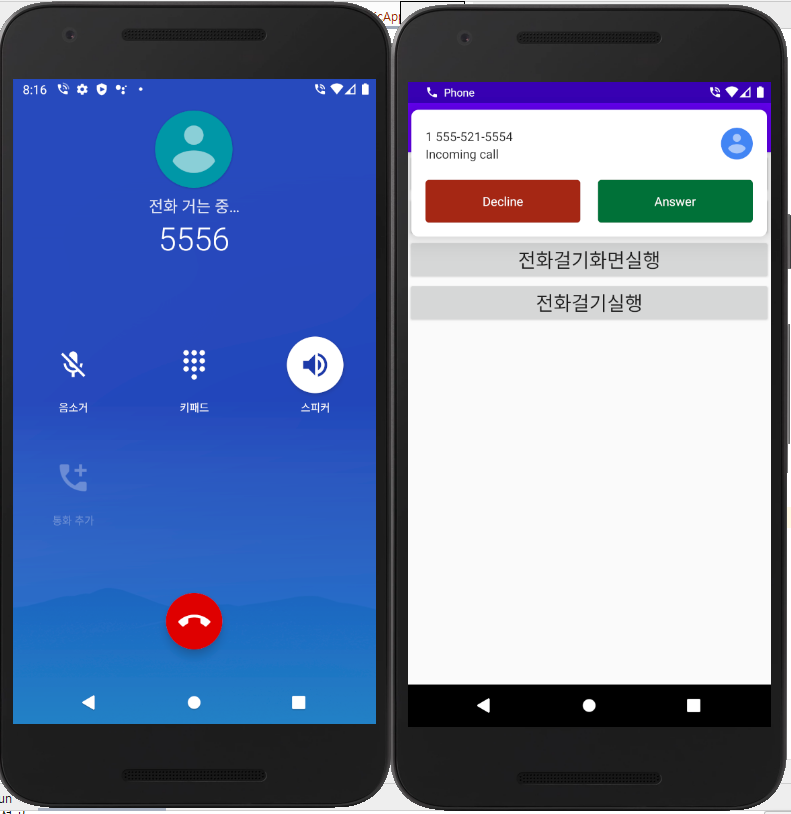 icApp
8:16
전화 거는 중...
5556
음소거
키패드
스피커
통화 추가
Phone
1 555-521-5554
Incoming call
Decline
Answer
전화걸기화면실행
전화걸기실행
un